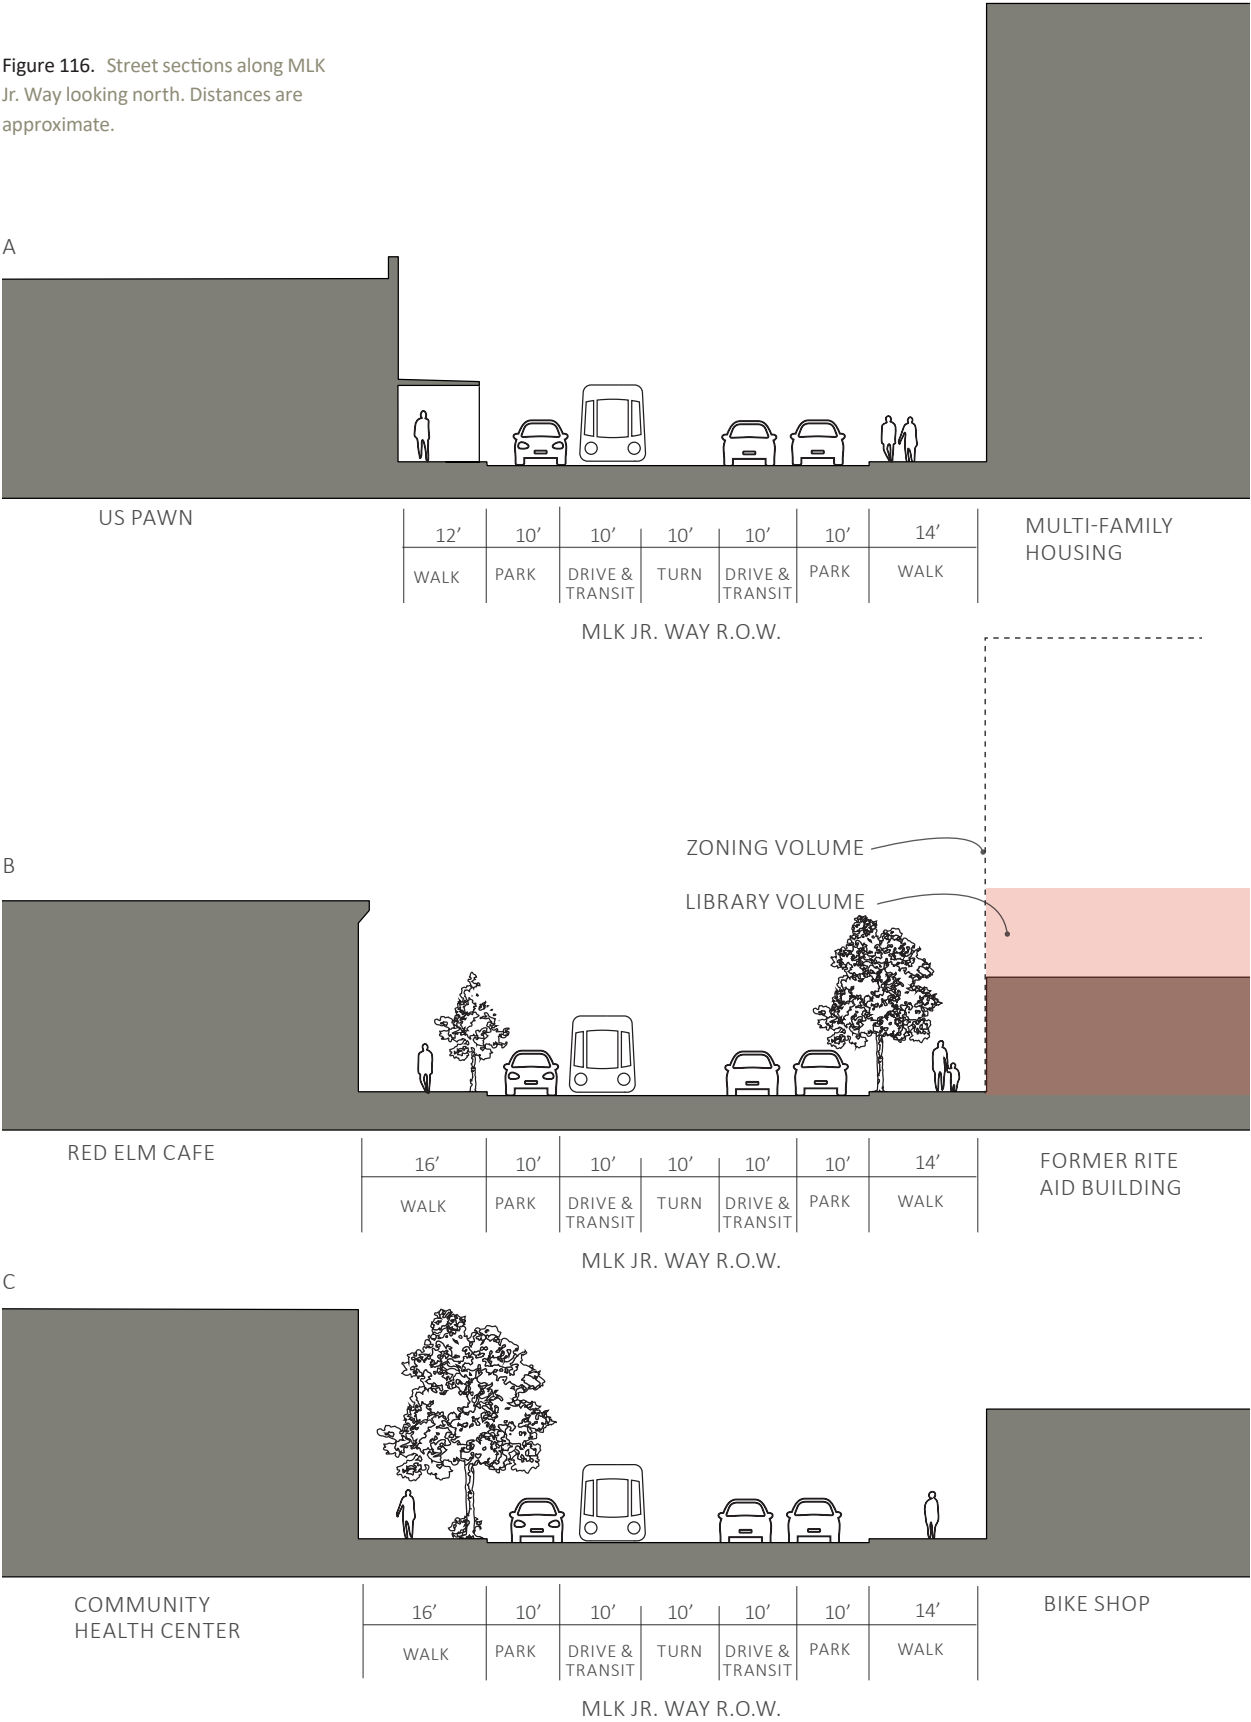 Figure 116. Street sections along MLK
Jr. Way looking north. Distances are
approximate.
A
US PAWN
12’ 10’ 10’ 10’ 10’ 10’ 14’
WALK PARK DRIVE & TRANSIT TURN DRIVE & TRANSIT PARK WALK
MULTI-FAMILY
HOUSING
MLK JR. WAY R.O.W.
ZONING VOLUME
B
LIBRARY VOLUME
RED ELM CAFE
16’ 10’ 10’ 10’ 10’ 10’ 14’
WALK PARK DRIVE & TRANSIT TURN DRIVE & TRANSIT PARK WALK
FORMER RITE
AID BUILDING
MLK JR. WAY R.O.W.
C
COMMUNITY
HEALTH CENTER
16’ 10’ 10’ 10’ 10’ 10’ 14’
WALK PARK DRIVE & TRANSIT TURN DRIVE & TRANSIT PARK WALK
BIKE SHOP
MLK JR. WAY R.O.W.